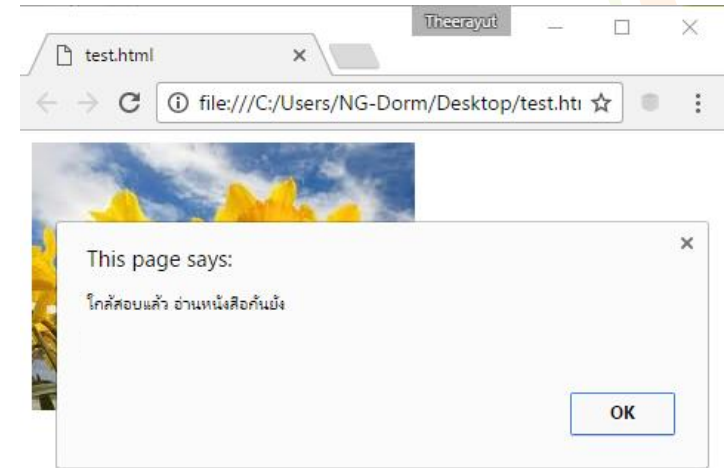 Theerayut
test.html
file:///C:/Users/NG-Dorm/Desktop/test.htı
This page says:
ใกล้สอบแล้ว อ่านหนังสือกันยัง
OK